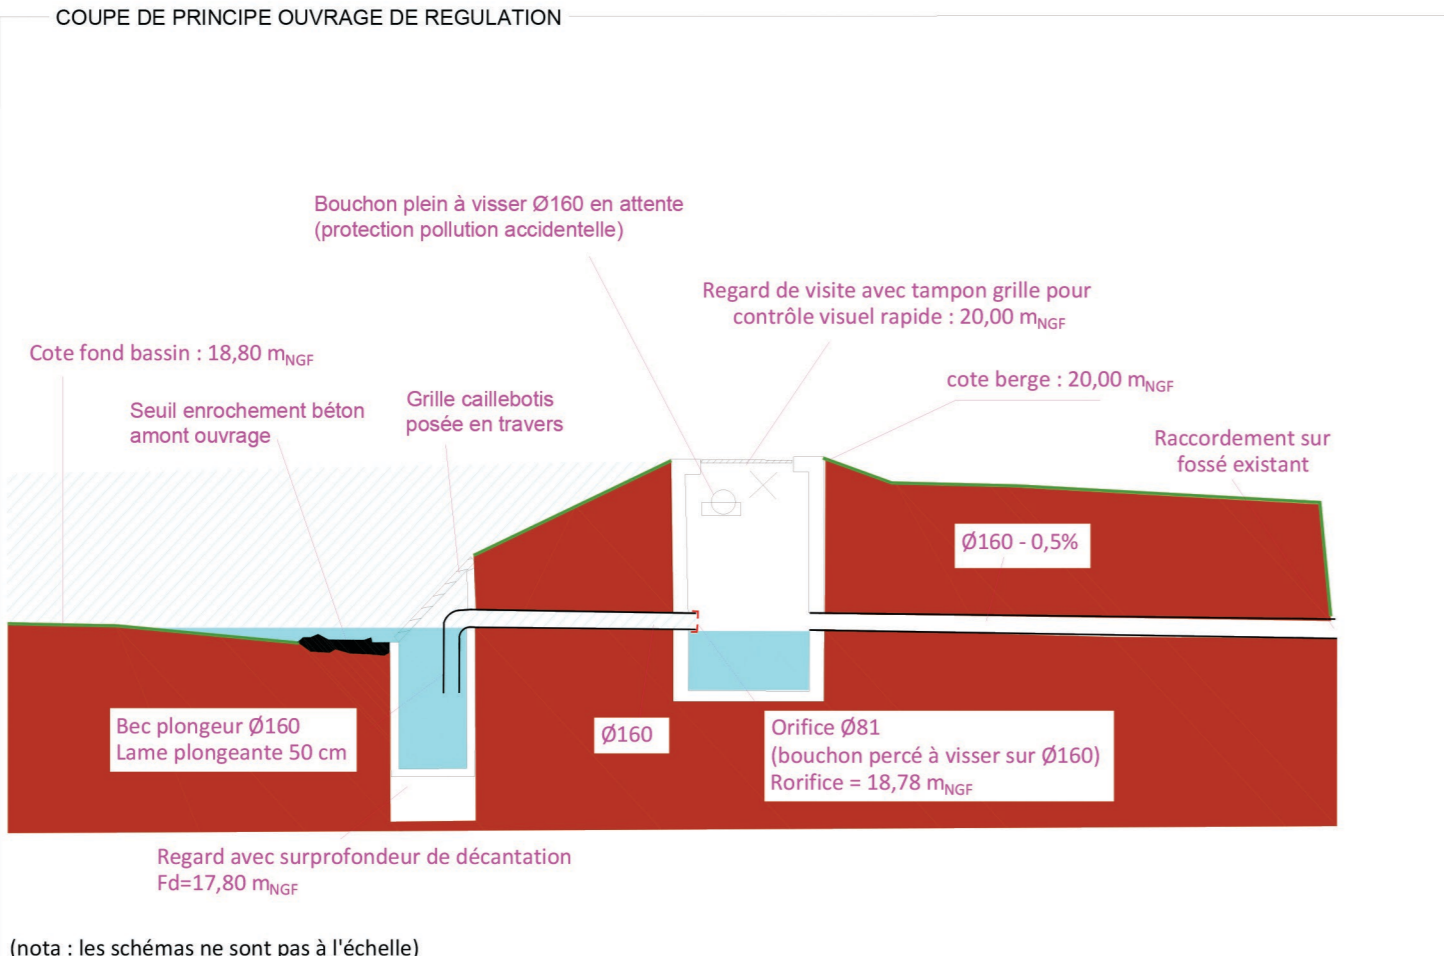 COUPE DE PRINCIPE OUVRAGE DE REGULATION
Bouchon plein à visser Ø160 en attente
(protection pollution accidentelle)
Regard de visite avec tampon grille pour
contrôle visuel rapide : 20,00 mNGF
Cote fond bassin : 18,80 mNGF
cote berge : 20,00 mNGF
Seuil enrochement béton
amont ouvrage
Grille caillebotis
posée en travers
Raccordement sur
fossé existant
Ø160 - 0,5%
Bec plongeur Ø160
Lame plongeante 50 cm
Ø160
Orifice Ø81
(bouchon percé à visser sur Ø160)
Rorifice = 18,78 mNGF
Regard avec surprofondeur de décantation
Fd=17,80 mNGF
(nota : les schémas ne sont pas à l'échelle)